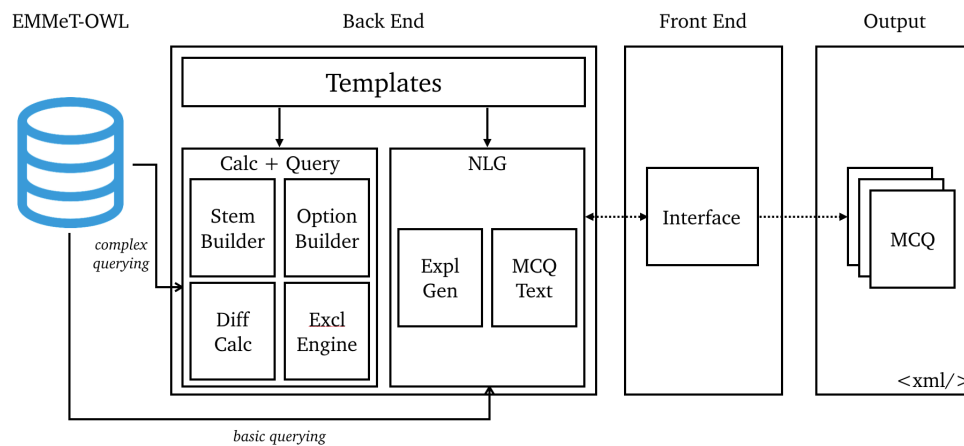 EMMeT-OWL
Back End
Front End
Output
Templates
Calc + Query
NLG
Stem
Builder
Option
Builder
Diff
Calc
Excl
Engine
Expl
Gen
MCQ
Text
Interface
MCQ
<xml/>
complex
querying
basic querying